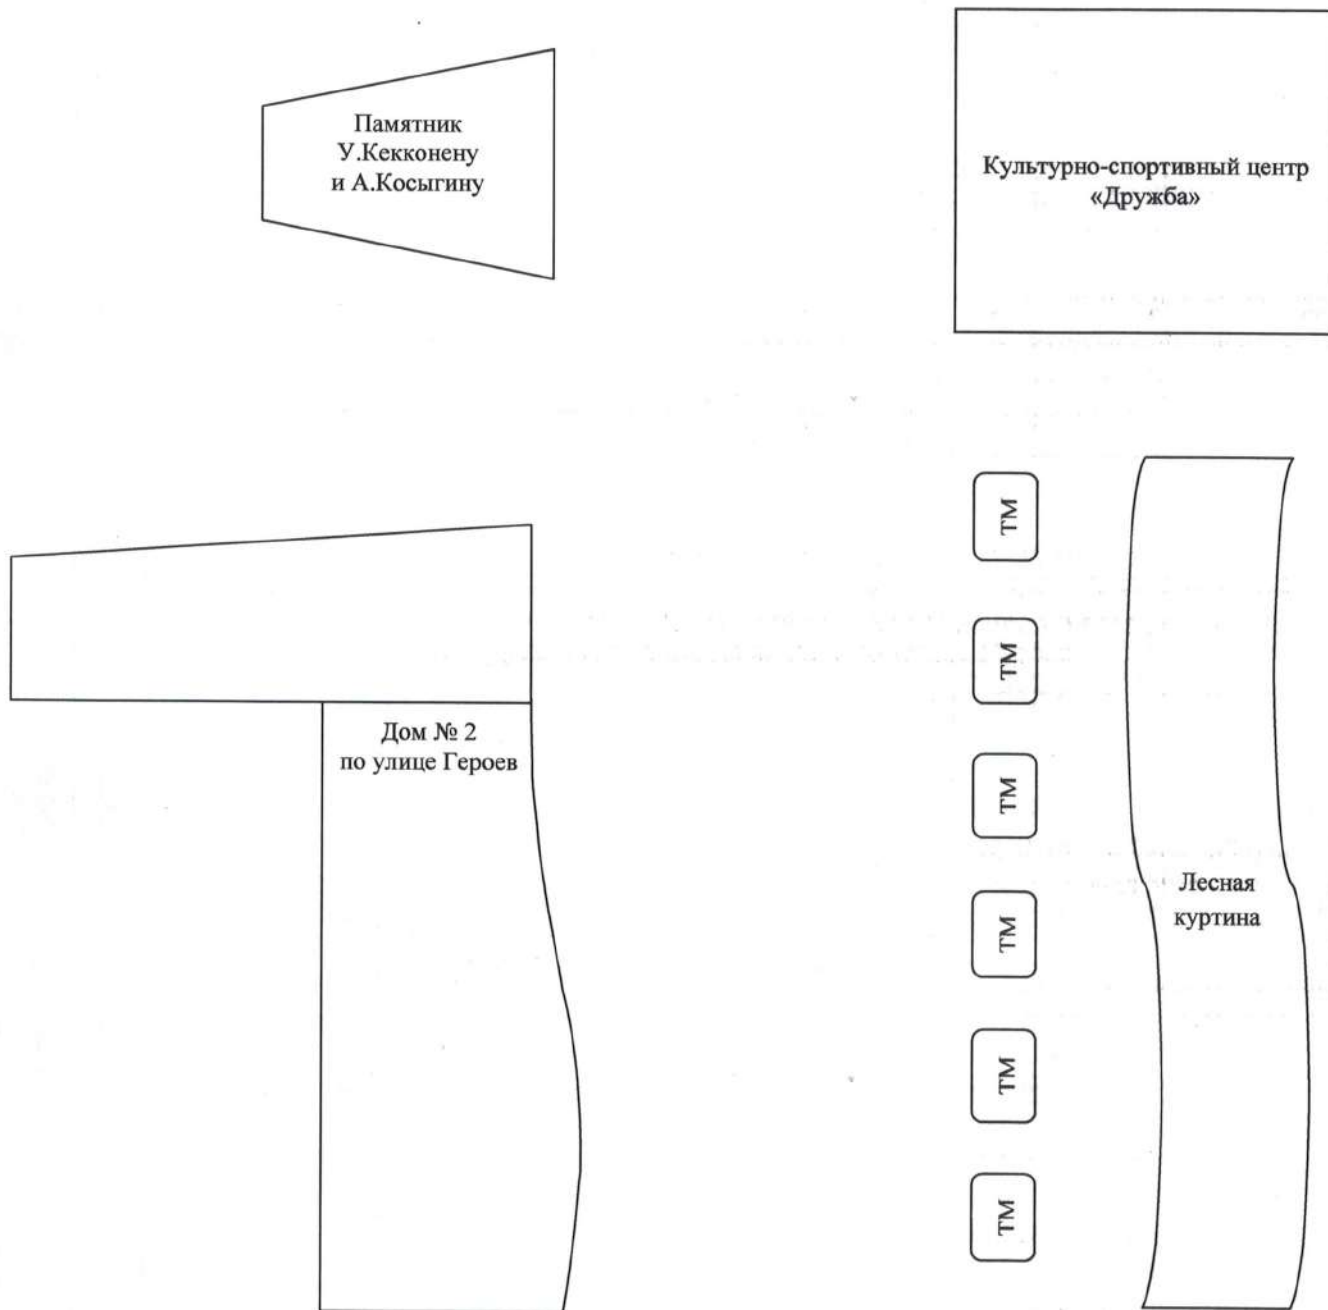 Памятник
У.Кекконену
и А.Косыгину
Культурно-спортивный центр
«Дружба»
ТМ
ТМ
Дом № 2
по улице Героев
ТМ
Лесная
куртина
ТМ
ТМ
ТМ